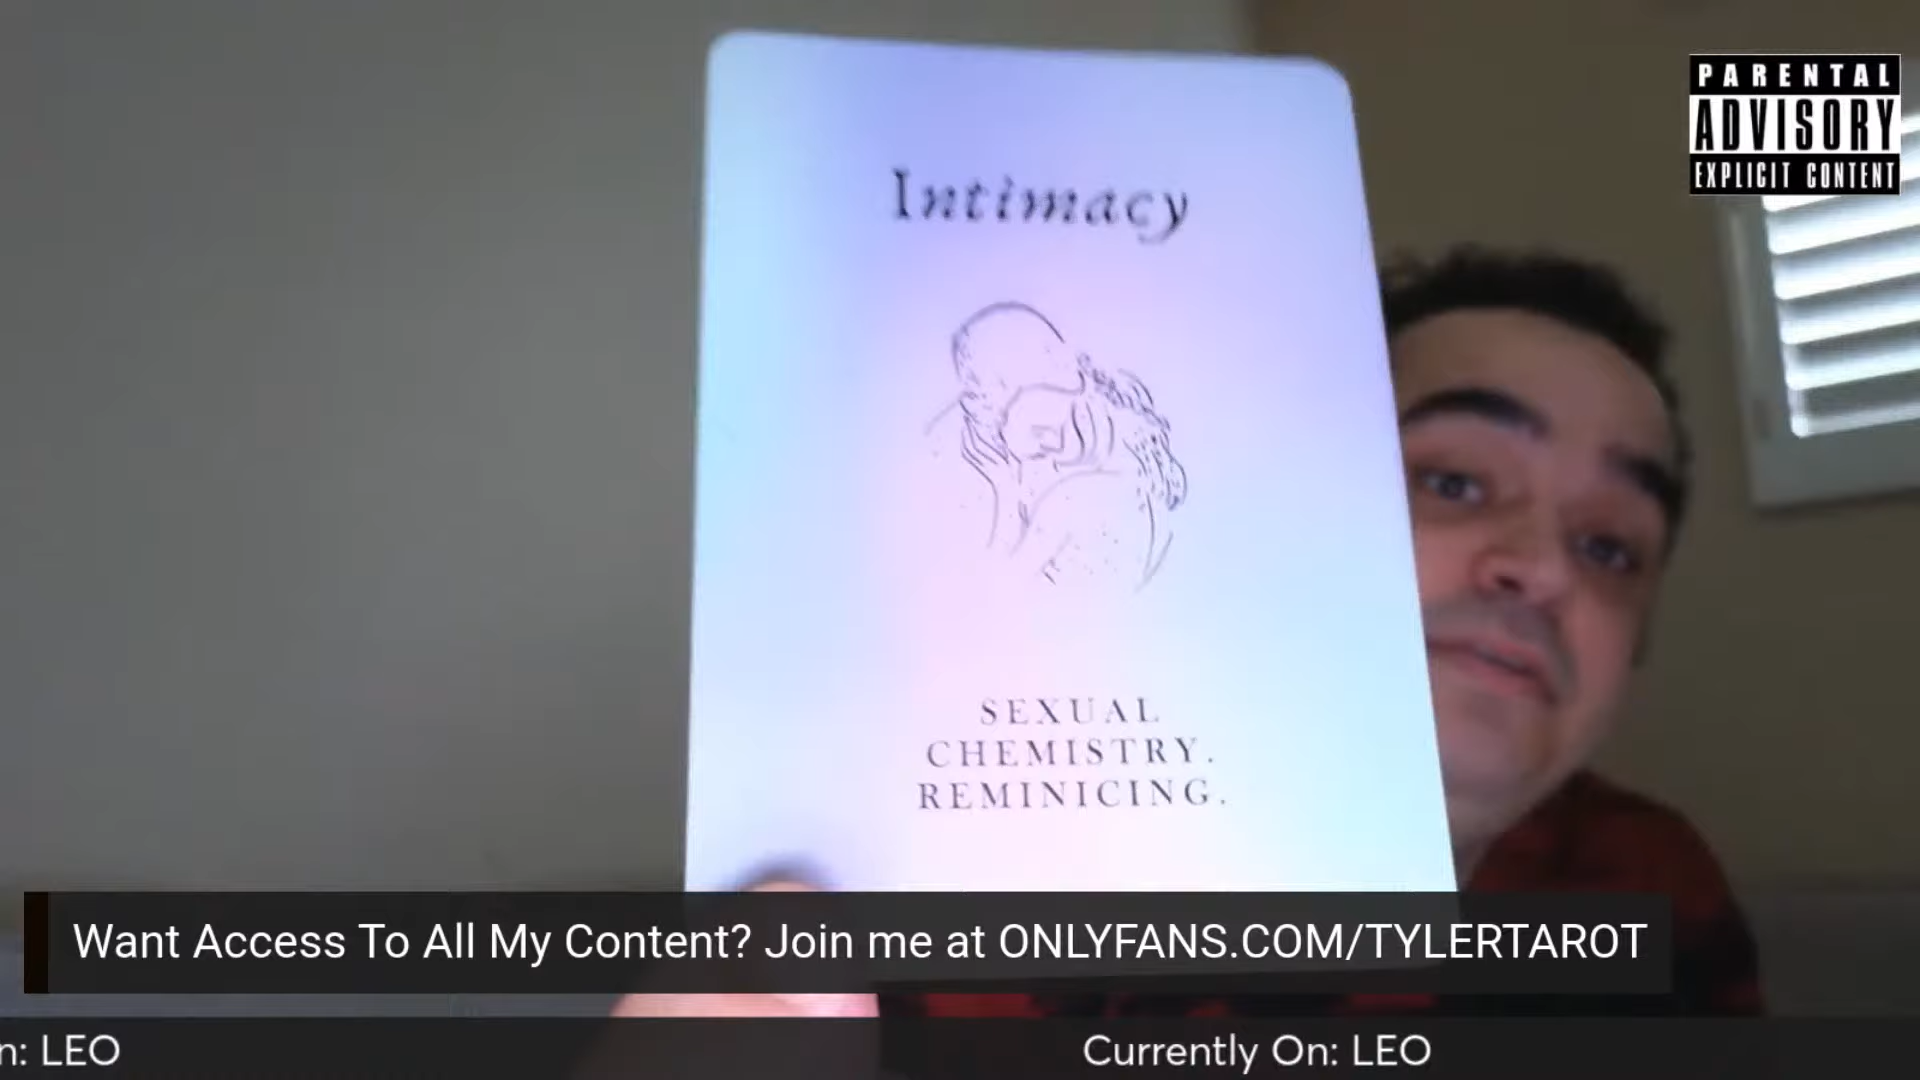 PARENTAL
ADVISORY
EXPLICIT CONTENT
Intimacy
SEXUAL
CHEMISTRY.
REMINICING.
Want Access To All My Content? Join me at ONLYFANS.COM/TYLERTAROT
n: LEO
Currently On: LEO